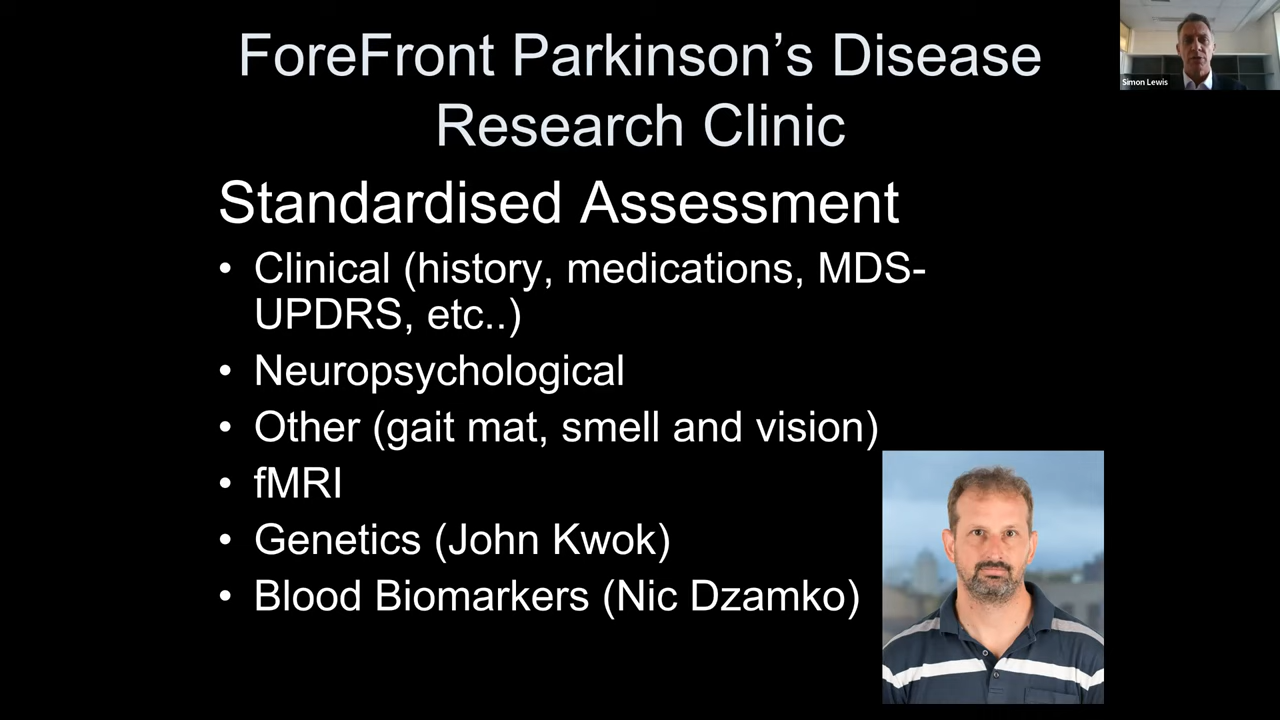 ForeFront Parkinson’s Disease
Research Clinic
Simon Lewis
Standardised Assessment
• Clinical (history, medications, MDS-
UPDRS, etc..)
• Neuropsychological
• Other (gait mat, smell and vision)
• fMRI
• Genetics (John Kwok)
• Blood Biomarkers (Nic Dzamko)